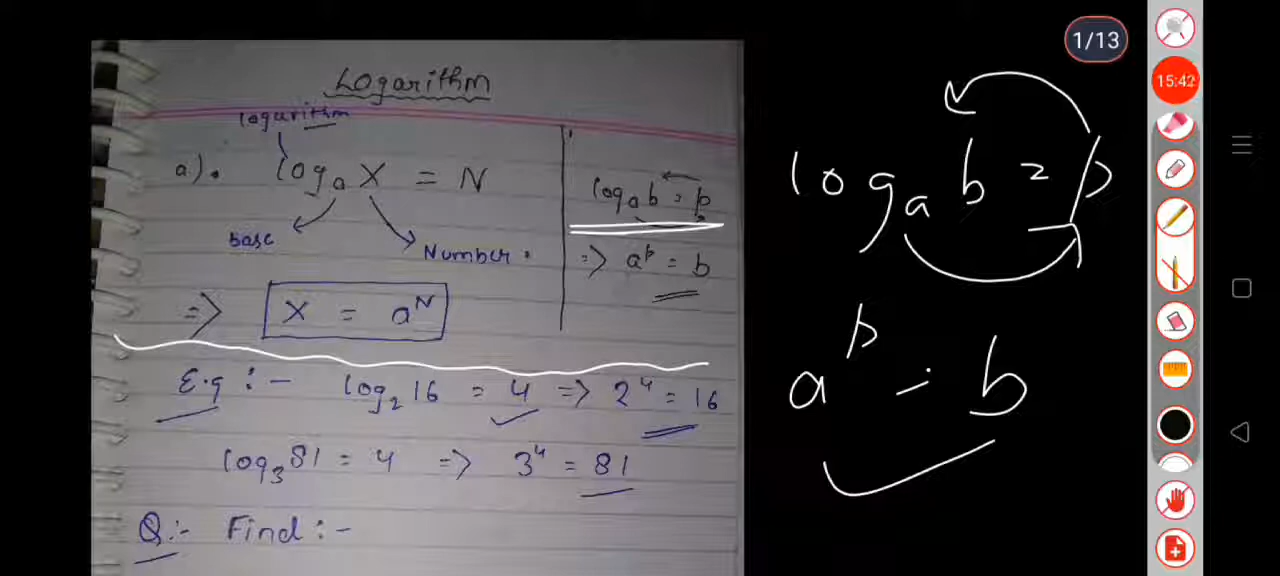 Logarithm
logarithm
a). log_a X = N
base
Number.
=> X = a^N
log_a b = p
=> a^p = b
E.g :- log_2 16 = 4 => 2^4 = 16
log_3 81 = 4 => 3^4 = 81
Q:- Find :-
1/13
log_a b = p
a^p = b
15:42